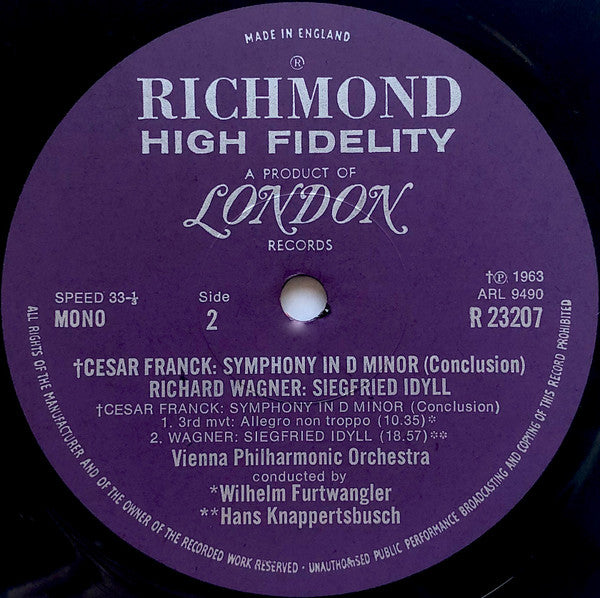 MADE IN ENGLAND
®
RICHMOND
HIGH FIDELITY
A PRODUCT OF
LONDON
RECORDS
SPEED 33-⅓
MONO
Side
2
†℗ 1963
ARL 9490
R 23207
†CESAR FRANCK: SYMPHONY IN D MINOR (Conclusion)
RICHARD WAGNER: SIEGFRIED IDYLL
†CESAR FRANCK: SYMPHONY IN D MINOR (Conclusion)
1. 3rd mvt: Allegro non troppo (10.35)*
2. WAGNER: SIEGFRIED IDYLL (18.57)**
Vienna Philharmonic Orchestra
conducted by
*Wilhelm Furtwangler
**Hans Knappertsbusch
ALL RIGHTS OF THE MANUFACTURER AND OF THE OWNER OF THE RECORDED WORK RESERVED · UNAUTHORISED PUBLIC PERFORMANCE BROADCASTING AND COPYING OF THIS RECORD PROHIBITED